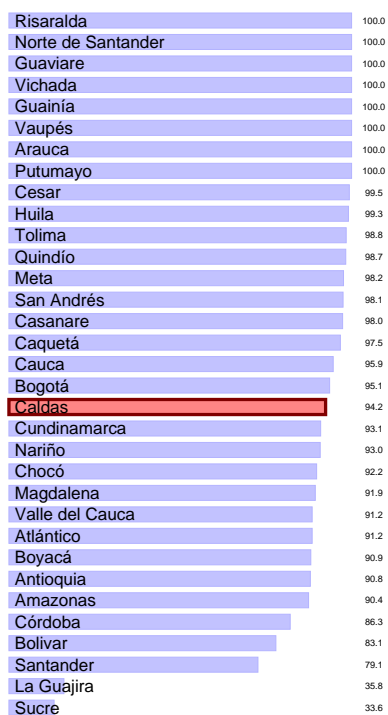 Risaralda 100.0
Norte de Santander 100.0
Guaviare 100.0
Vichada 100.0
Guainía 100.0
Vaupés 100.0
Arauca 100.0
Putumayo 100.0
Cesar 99.5
Huila 99.3
Tolima 98.8
Quindío 98.7
Meta 98.2
San Andrés 98.1
Casanare 98.0
Caquetá 97.5
Cauca 95.9
Bogotá 95.1
Caldas 94.2
Cundinamarca 93.1
Nariño 93.0
Chocó 92.2
Magdalena 91.9
Valle del Cauca 91.2
Atlántico 91.2
Boyacá 90.9
Antioquia 90.8
Amazonas 90.4
Córdoba 86.3
Bolivar 83.1
Santander 79.1
La Guajira 35.8
Sucre 33.6